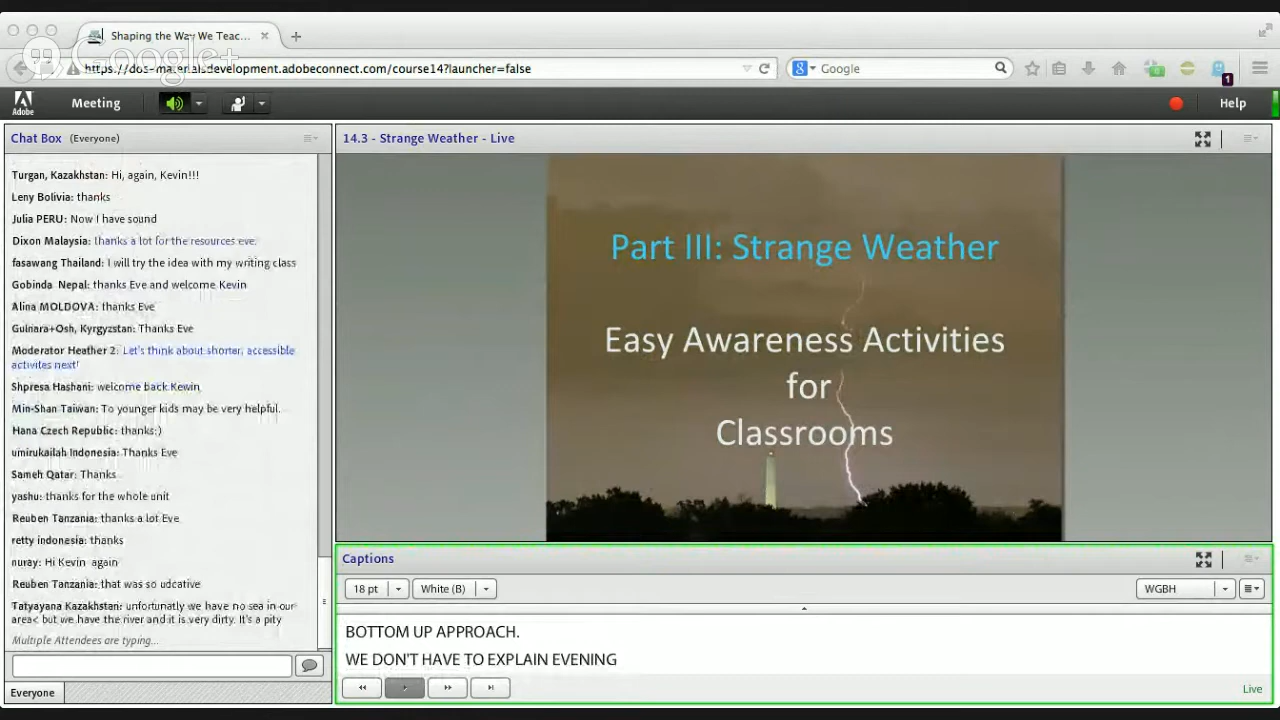 Shaping the Way We Teac...
Google+
https://dos-materialsdevelopment.adobeconnect.com/course14?launcher=false
Google
1
Adobe
Meeting
Help
Chat Box (Everyone)
Turgan, Kazakhstan: Hi, again, Kevin!!!
Leny Bolivia: thanks
Julia PERU: Now I have sound
Dixon Malaysia: thanks a lot for the resources eve.
fasawang Thailand: I will try the idea with my writing class
Gobinda Nepal: thanks Eve and welcome Kevin
Alina MOLDOVA: thanks Eve
Gulnara+Osh, Kyrgyzstan: Thanks Eve
Moderator Heather 2: Let's think about shorter, accessible
activites next!
Shpresa Hashani: welcome back Kewin
Min-Shan Taiwan: To younger kids may be very helpful.
Hana Czech Republic: thanks:)
umirukailah Indonesia: Thanks Eve
Sameh Qatar: Thanks
yashu: thanks for the whole unit
Reuben Tanzania: thanks a lot Eve
retty indonesia: thanks
nuray: Hi Kevin again
Reuben Tanzania: that was so udcative
Tatyayana Kazakhstan: unfortunatly we have no sea in our
area< but we have the river and it is very dirty. It's a pity
Multiple Attendees are typing...
Everyone
14.3 - Strange Weather - Live
Part III: Strange Weather
Easy Awareness Activities
for
Classrooms
Captions
18 pt
White (B)
WGBH
BOTTOM UP APPROACH.
WE DON'T HAVE TO EXPLAIN EVENING
Live